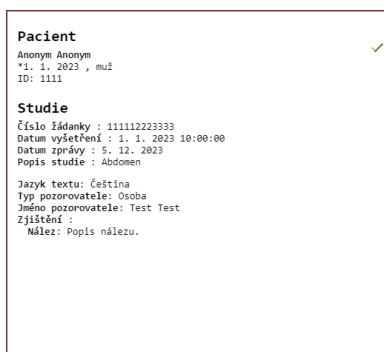 Pacient
Anonym Anonym
*1. 1. 2023 , muž
ID: 1111
Studie
Číslo žádanky : 111112223333
Datum vyšetření : 1. 1. 2023 10:00:00
Datum zprávy : 5. 12. 2023
Popis studie : Abdomen
Jazyk textu: Čeština
Typ pozorovatele: Osoba
Jméno pozorovatele: Test Test
Zjištění :
Nález: Popis nálezu.